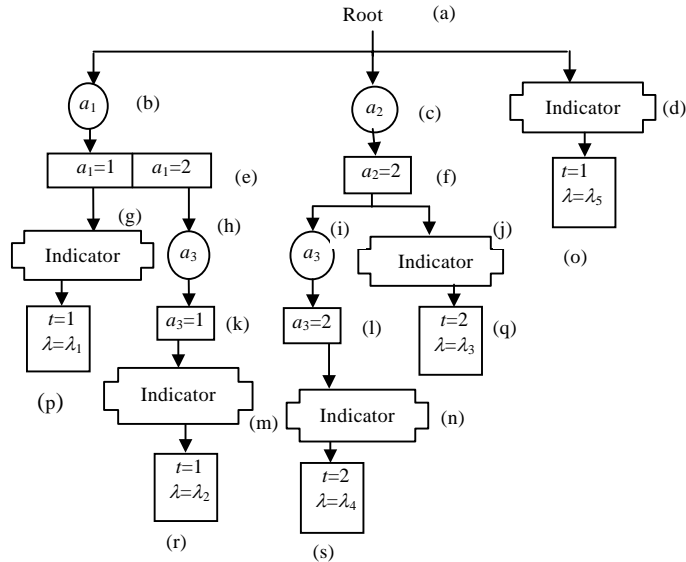 Root (a)
a₁ (b)
a₂ (c)
Indicator (d)
a₁=1 a₁=2 (e)
a₂=2 (f)
t=1
λ=λ₅
(o)
(g) (h) (i) (j)
Indicator
a₃
a₃
Indicator
t=1
λ=λ₁
(p)
a₃=1 (k)
a₃=2 (l)
t=2
λ=λ₃
(q)
Indicator (m)
Indicator (n)
t=1
λ=λ₂
(r)
t=2
λ=λ₄
(s)